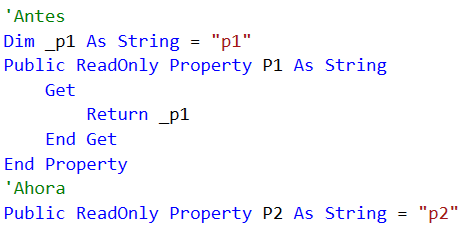 'Antes
Dim _p1 As String = "p1"
Public ReadOnly Property P1 As String
    Get
        Return _p1
    End Get
End Property
'Ahora
Public ReadOnly Property P2 As String = "p2"